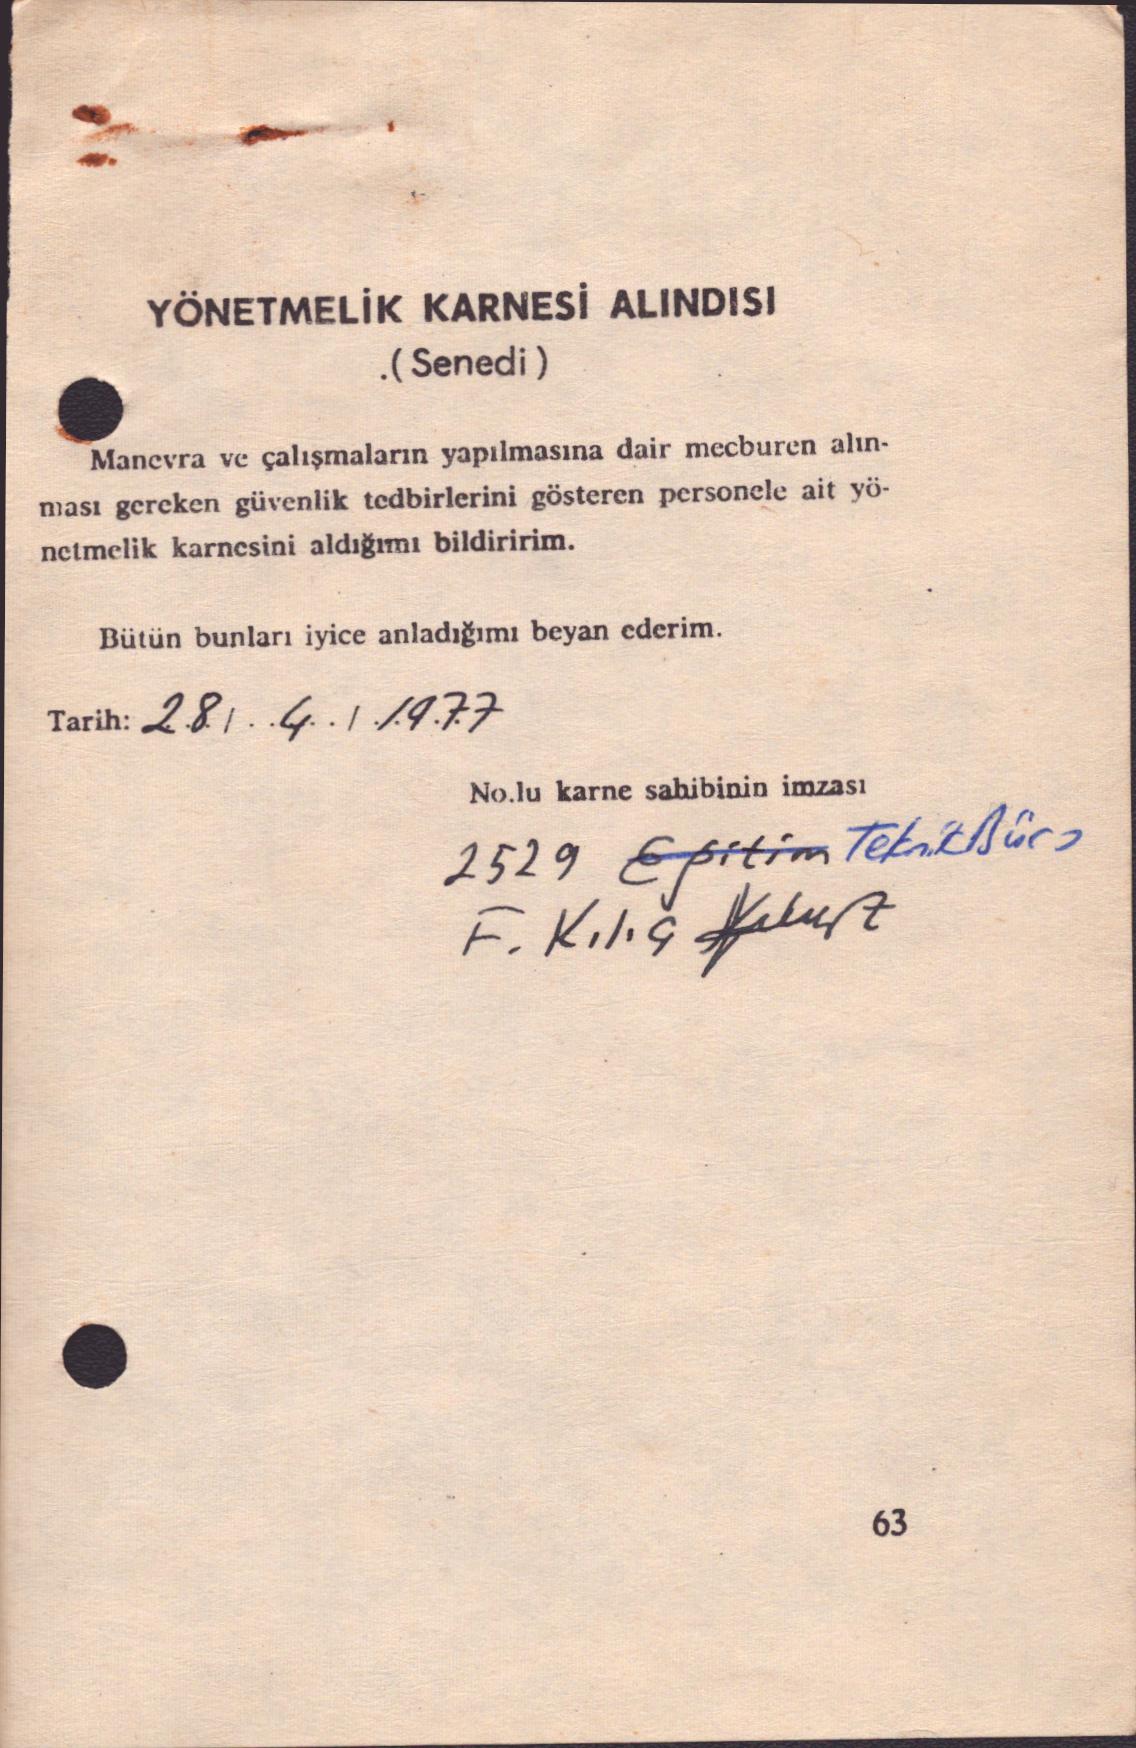 YÖNETMELİK KARNESİ ALINDISI
.(Senedi)
Manevra ve çalışmaların yapılmasına dair mecburen alın-
ması gereken güvenlik tedbirlerini gösteren personele ait yö-
netmelik karnesini aldığımı bildiririm.
Bütün bunları iyice anladığımı beyan ederim.
Tarih: 28 / 4 / 1977
No.lu karne sahibinin imzası
2529 Eğitim Teknik Büro
F. Kılıç
63